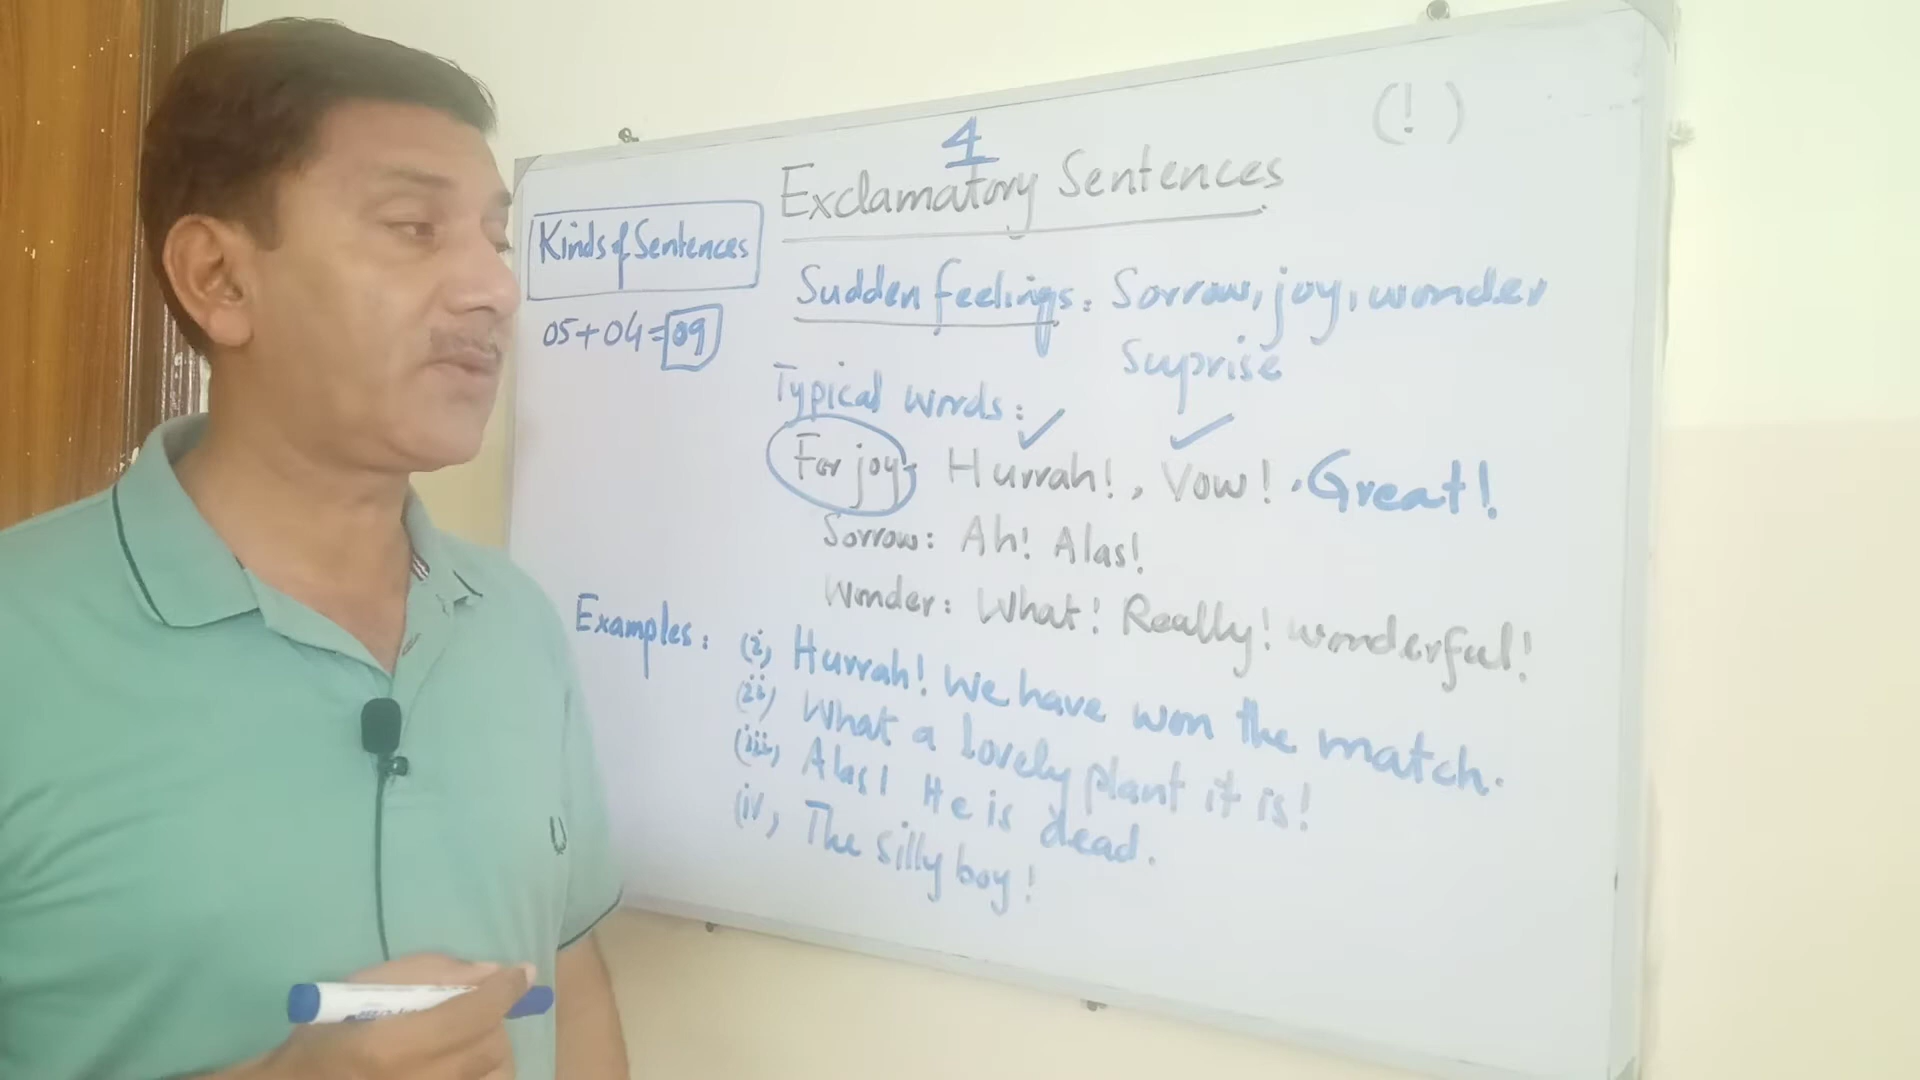 (!)
4
Exclamatory Sentences
Kinds of Sentences
05+04=09
Sudden feelings: Sorrow, joy, wonder
Suprise
Typical words:
For joy, Hurrah!, Vow!, Great!
Sorrow: Ah! Alas!
Wonder: What! Really! wonderful!
Examples: (i) Hurrah! We have won the match.
(ii) What a lovely plant it is!
(iii) Alas! He is dead.
(iv) The silly boy!